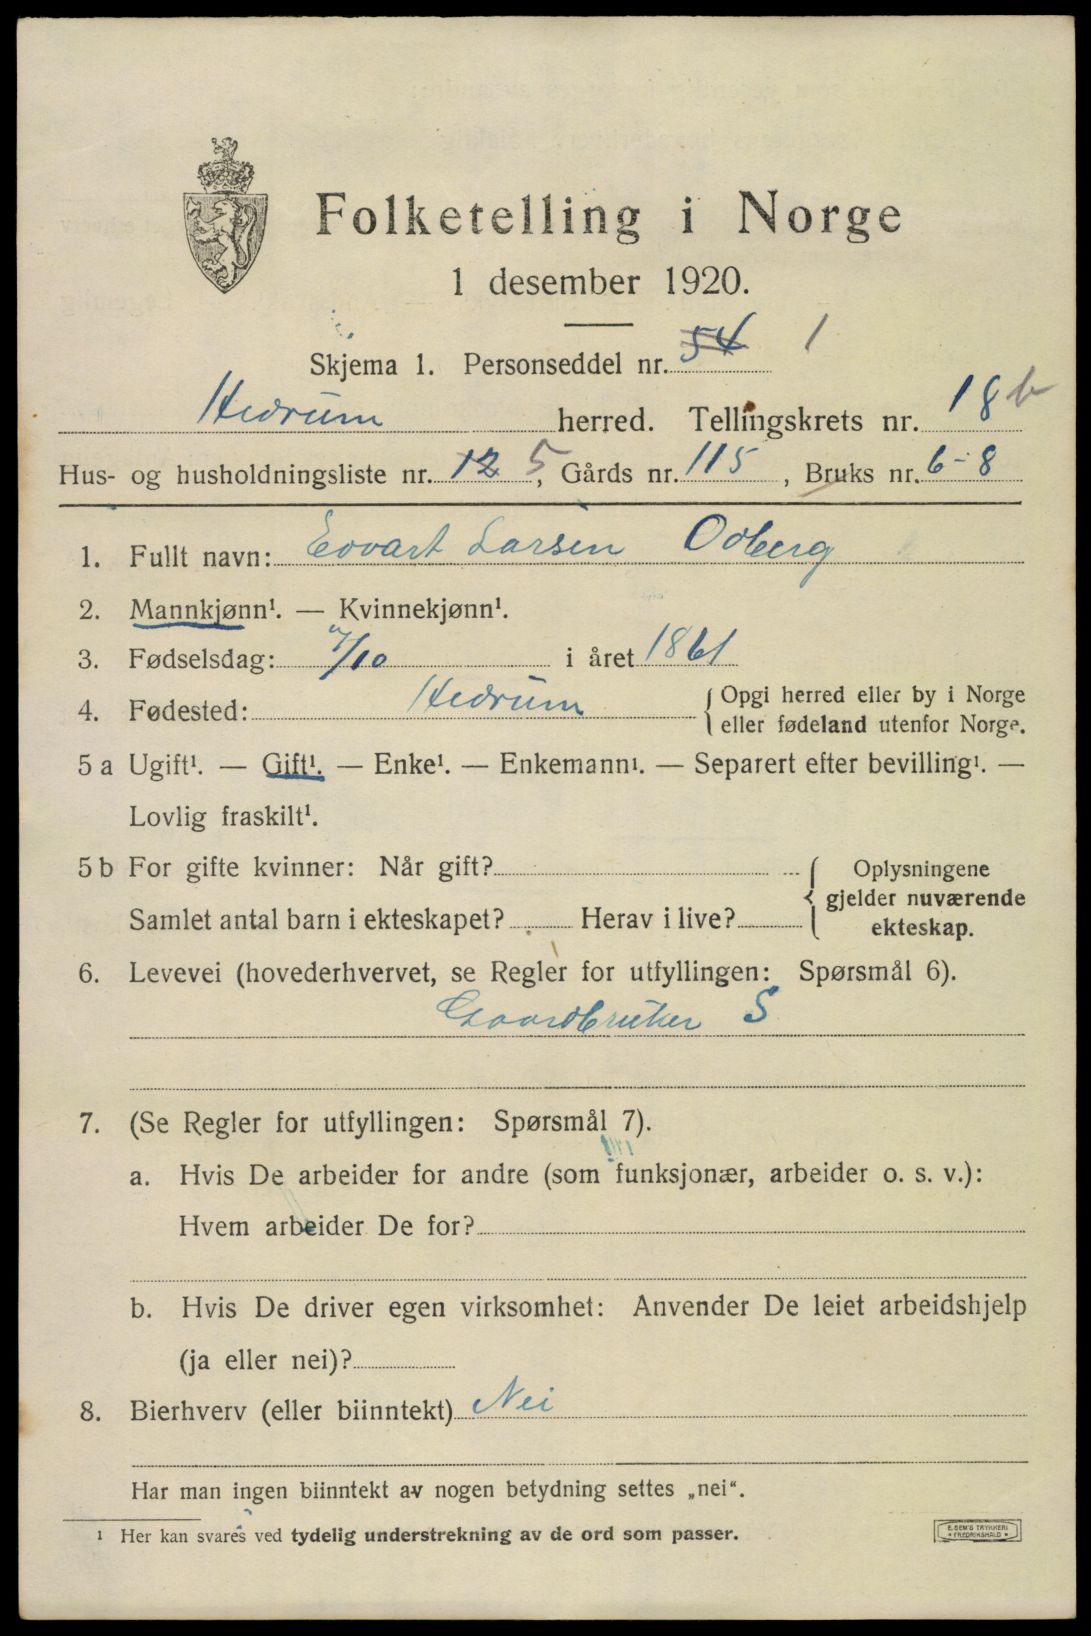 Folketelling i Norge
1 desember 1920.
Skjema 1. Personseddel nr. 54 1
Hedrum herred. Tellingskrets nr. 18 b
Hus- og husholdningsliste nr. 12 5, Gårds nr. 115, Bruks nr. 6-8
1. Fullt navn: Edvart Larsen Odberg
2. Mannkjønn¹. — Kvinnekjønn¹.
3. Fødselsdag: 7/10 i året 1861
4. Fødested: Hedrum { Opgi herred eller by i Norge
eller fødeland utenfor Norge.
5a Ugift¹. — Gift¹. — Enke¹. — Enkemann¹. — Separert efter bevilling¹. —
Lovlig fraskilt¹.
5b For gifte kvinner: Når gift? Oplysningene
gjelder nuværende
Samlet antal barn i ekteskapet? Herav i live? ekteskap.
6. Levevei (hovederhvervet, se Regler for utfyllingen: Spørsmål 6).
Gaardbruker S
7. (Se Regler for utfyllingen: Spørsmål 7).
a. Hvis De arbeider for andre (som funksjonær, arbeider o. s. v.):
Hvem arbeider De for?
b. Hvis De driver egen virksomhet: Anvender De leiet arbeidshjelp
(ja eller nei)?
8. Bierhverv (eller biinntekt) Nei
Har man ingen biinntekt av nogen betydning settes „nei“.
¹ Her kan svares ved tydelig understrekning av de ord som passer.
E. SEM'S TRYKKERI
• FREDRIKSHALD •